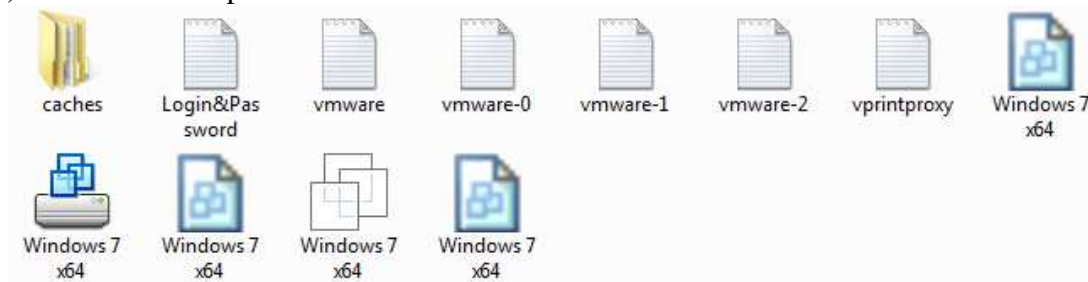 caches
Login&Pas
sword
vmware
vmware-0
vmware-1
vmware-2
vprintproxy
Windows 7
x64
Windows 7
x64
Windows 7
x64
Windows 7
x64
Windows 7
x64